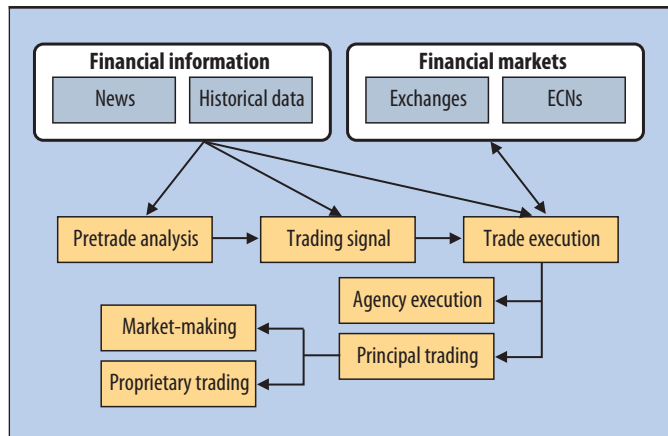 Financial information
News
Historical data
Financial markets
Exchanges
ECNs
Pretrade analysis
Trading signal
Trade execution
Agency execution
Market-making
Principal trading
Proprietary trading